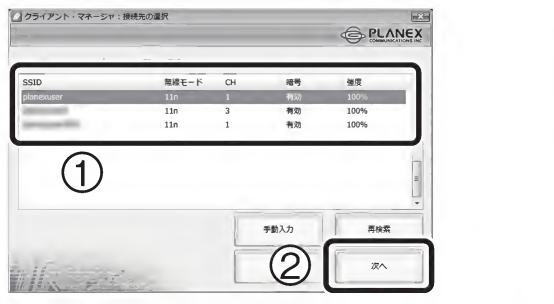 クライアント・マネージャ：接続先の選択
PLANEX
COMMUNICATIONS INC
SSID 無線モード CH 暗号 強度
planexuser 11n 1 有効 100%
11n 3 有効 100%
11n 1 有効 100%
①
手動入力 再検索
② 次へ